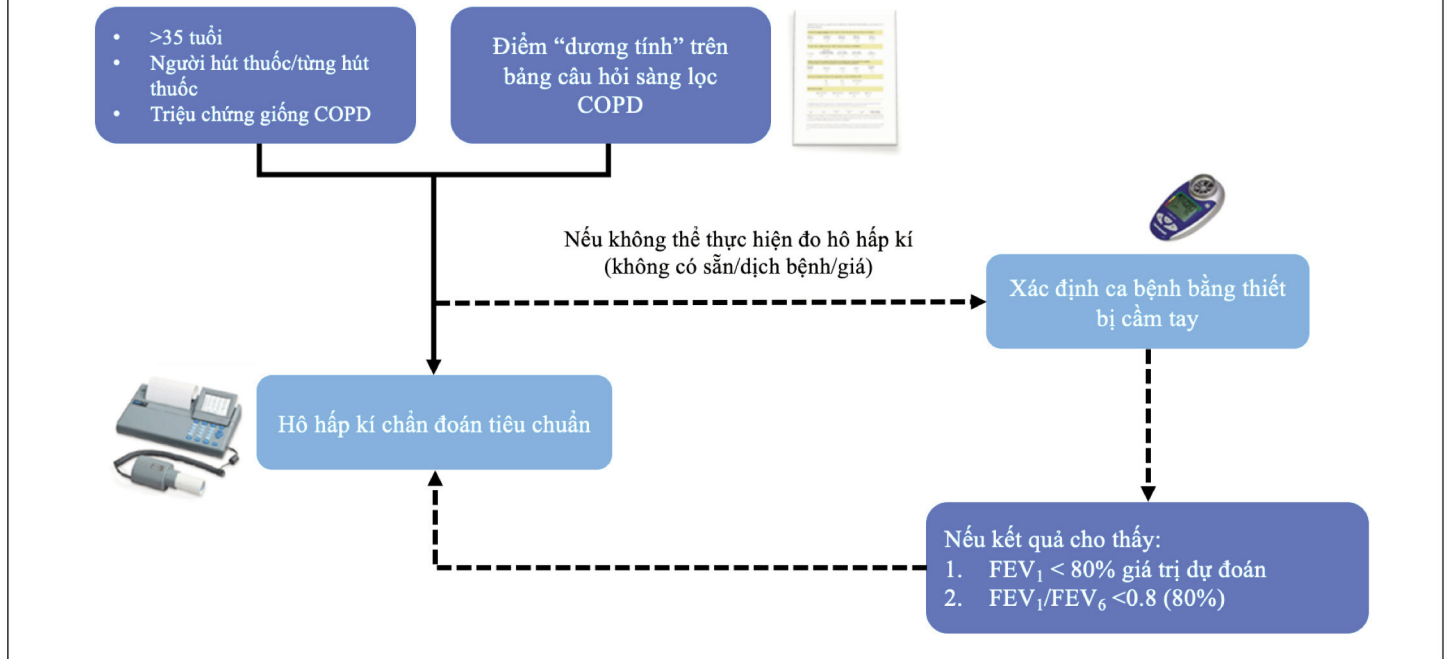 • >35 tuổi
• Người hút thuốc/từng hút
thuốc
• Triệu chứng giống COPD
Điểm “dương tính” trên
bảng câu hỏi sàng lọc
COPD
Nếu không thể thực hiện đo hô hấp kí
(không có sẵn/dịch bệnh/giá)
Xác định ca bệnh bằng thiết
bị cầm tay
Hô hấp kí chẩn đoán tiêu chuẩn
Nếu kết quả cho thấy:
1. FEV₁ < 80% giá trị dự đoán
2. FEV₁/FEV₆ <0.8 (80%)